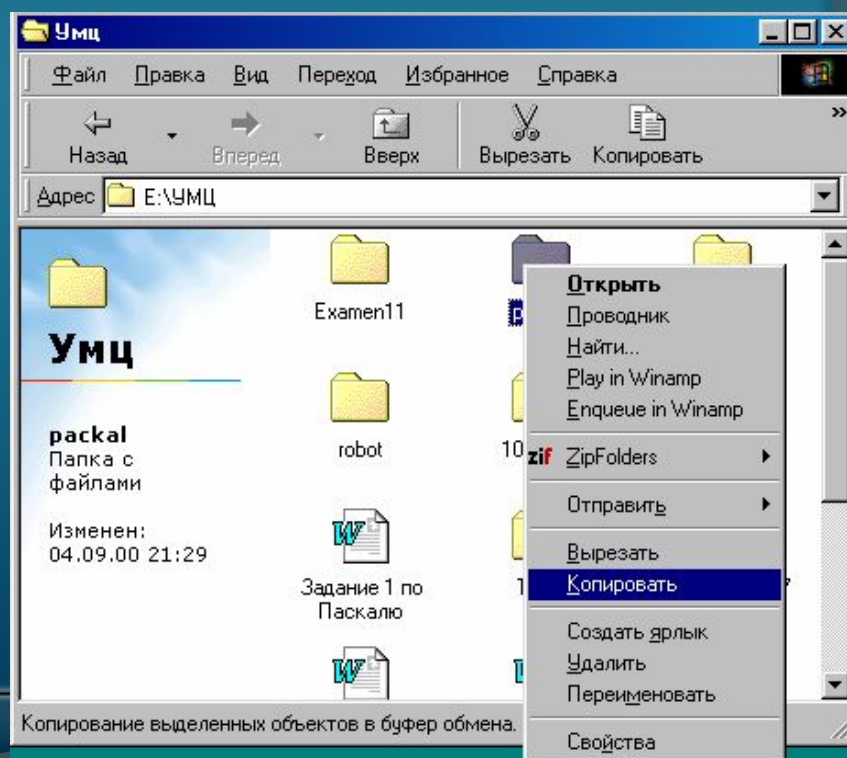 Умц
Файл Правка Вид Переход Избранное Справка
Назад Вперед Вверх Вырезать Копировать »
Адрес E:\УМЦ
Умц
packal
Папка с
файлами
Изменен:
04.09.00 21:29
Examen11
robot
10
Задание 1 по
Паскалю
Открыть
Проводник
Найти...
Play in Winamp
Enqueue in Winamp
zif ZipFolders
Отправить
Вырезать
Копировать
Создать ярлык
Удалить
Переименовать
Свойства
Копирование выделенных объектов в буфер обмена.